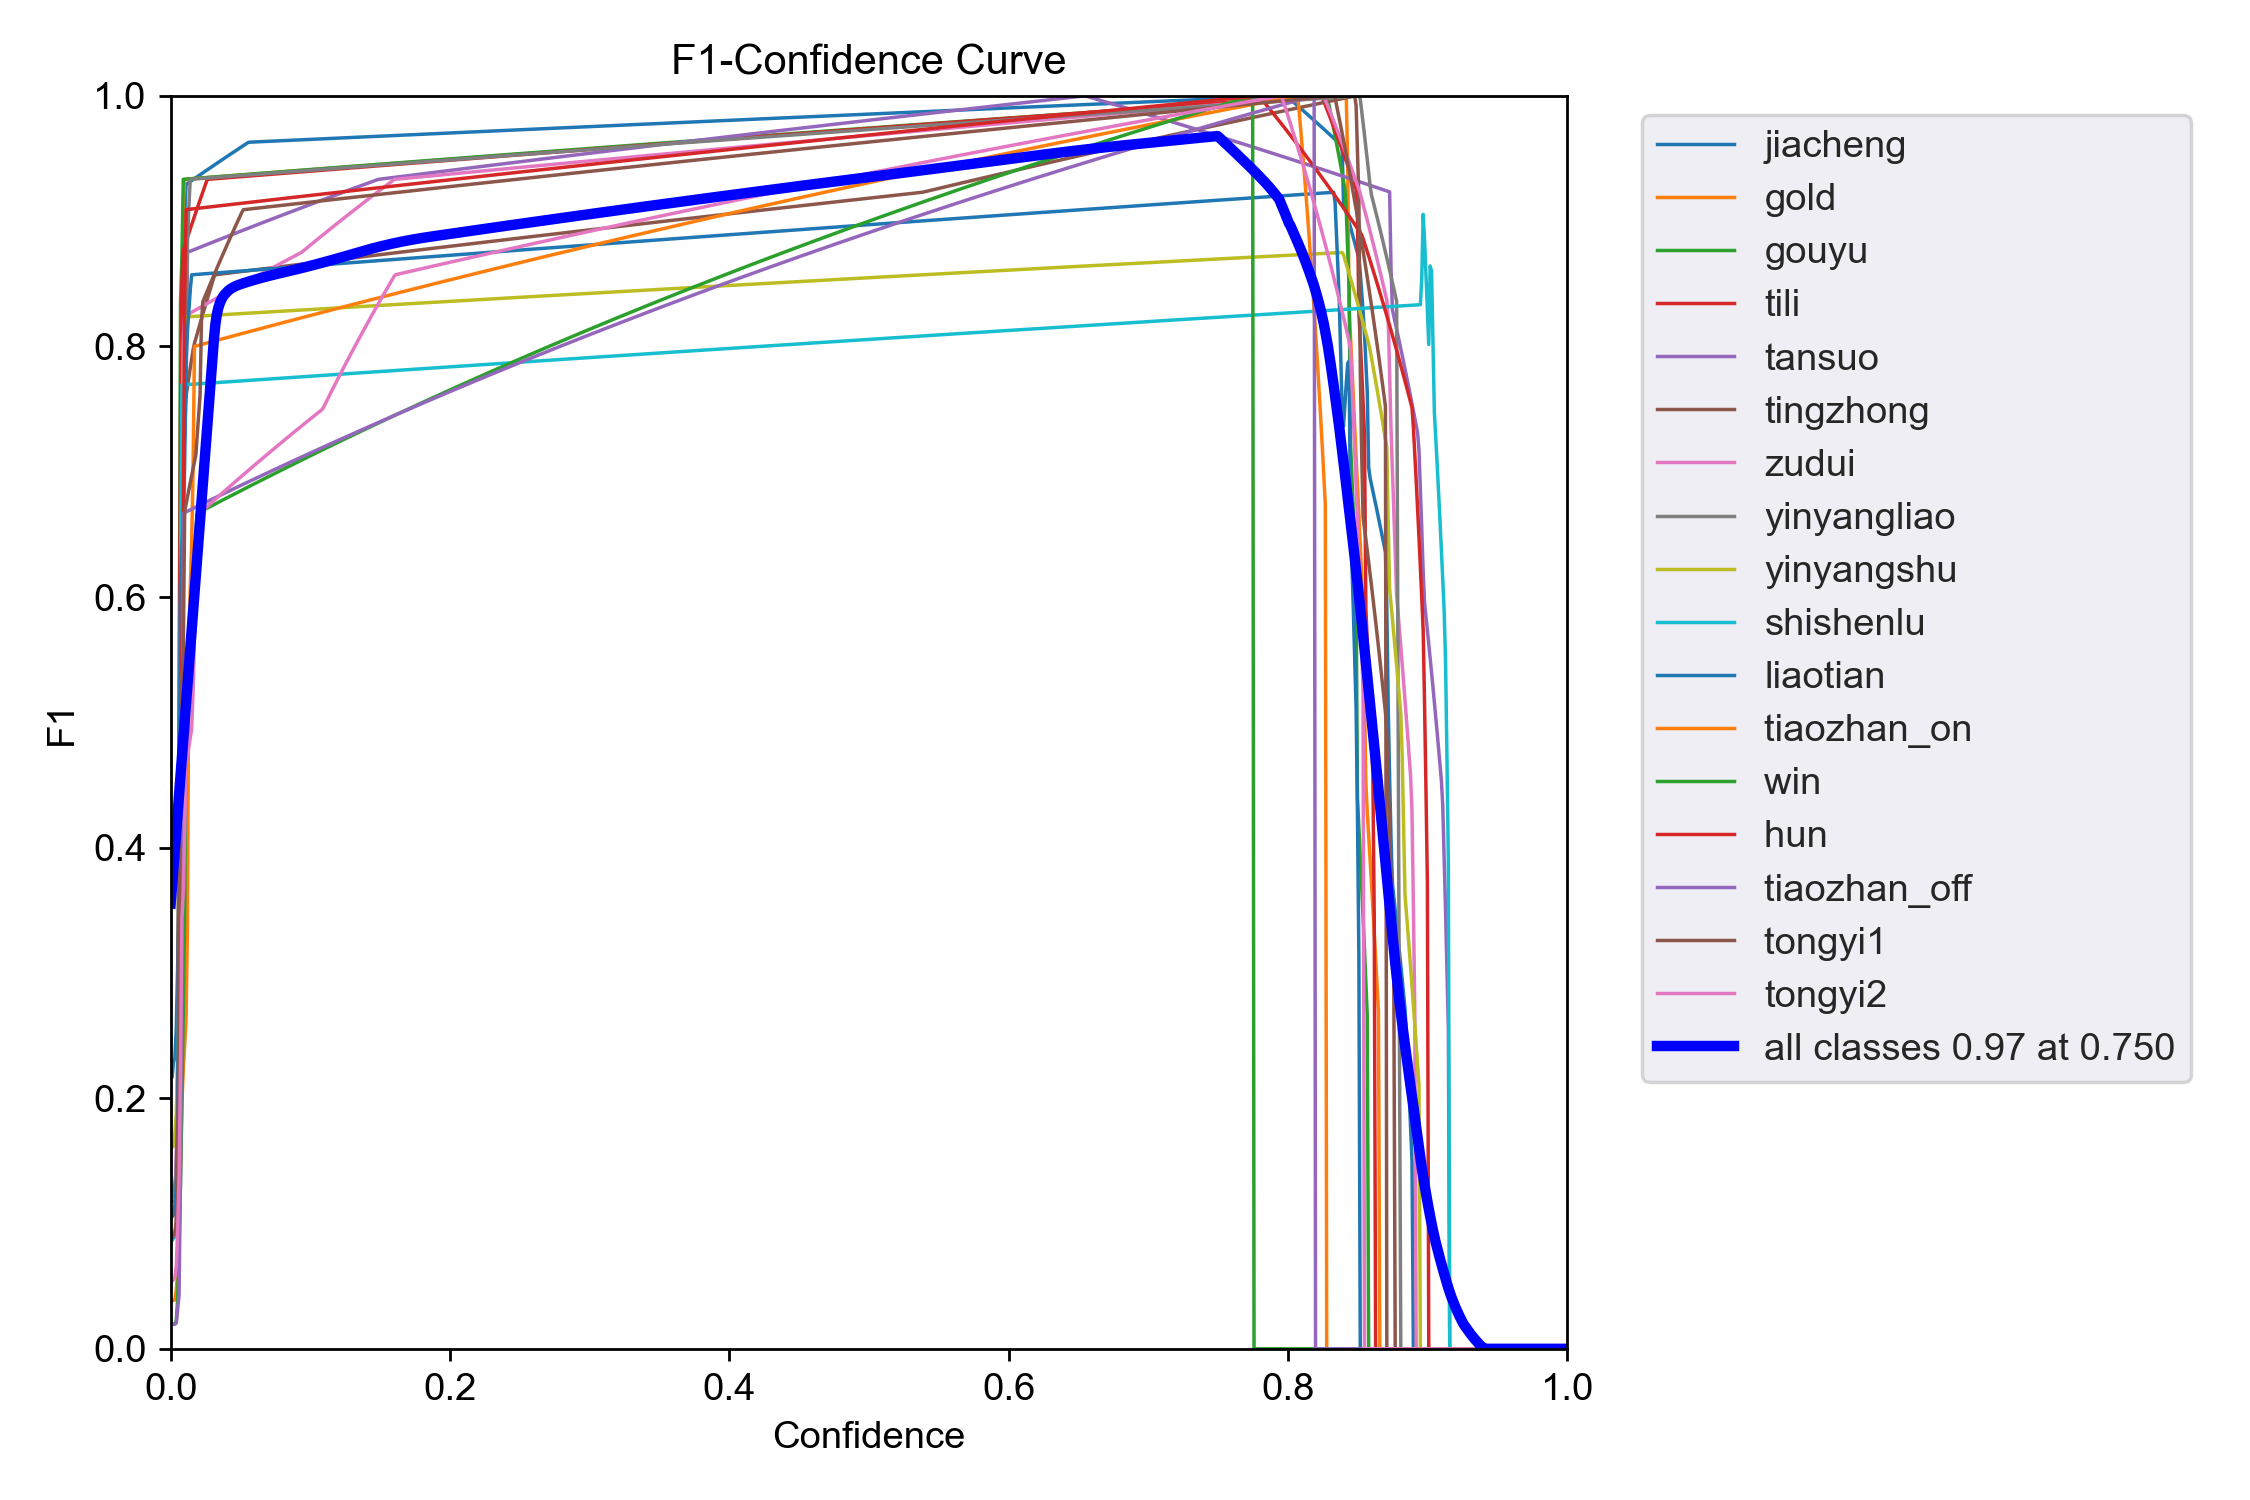 F1-Confidence Curve
1.0
0.8
0.6
0.4
0.2
0.0
F1
0.0 0.2 0.4 0.6 0.8 1.0
Confidence
jiacheng
gold
gouyu
tili
tansuo
tingzhong
zudui
yinyangliao
yinyangshu
shishenlu
liaotian
tiaozhan_on
win
hun
tiaozhan_off
tongyi1
tongyi2
all classes 0.97 at 0.750